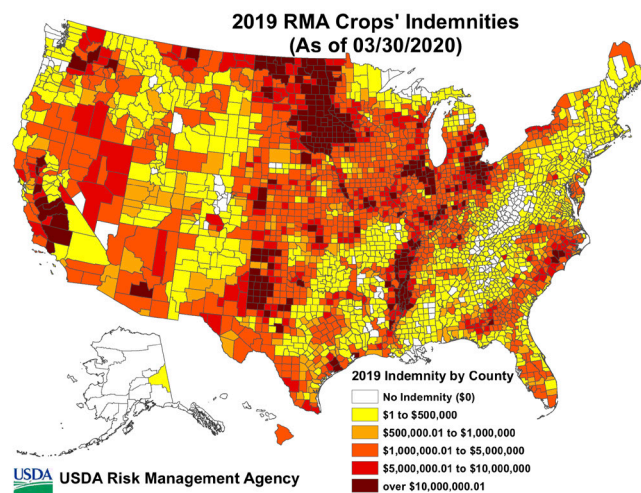 2019 RMA Crops' Indemnities
(As of 03/30/2020)
2019 Indemnity by County
No Indemnity ($0)
$1 to $500,000
$500,000.01 to $1,000,000
$1,000,000.01 to $5,000,000
$5,000,000.01 to $10,000,000
over $10,000,000.01
USDA
USDA Risk Management Agency